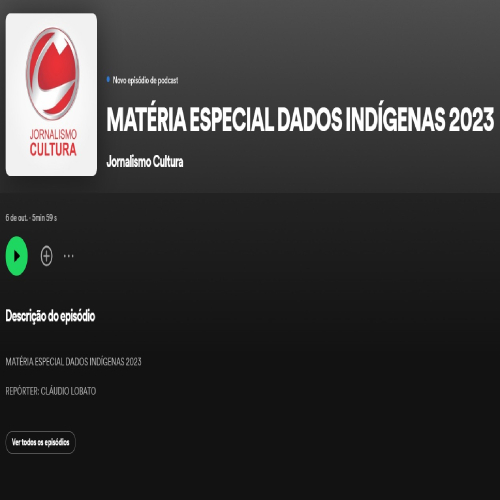 JORNALISMO
CULTURA
Novo episódio de podcast
MATÉRIA ESPECIAL DADOS INDÍGENAS 2023
Jornalismo Cultura
6 de out. · 5min 59 s
Descrição do episódio
MATÉRIA ESPECIAL DADOS INDÍGENAS 2023
REPÓRTER: CLÁUDIO LOBATO
Ver todos os episódios